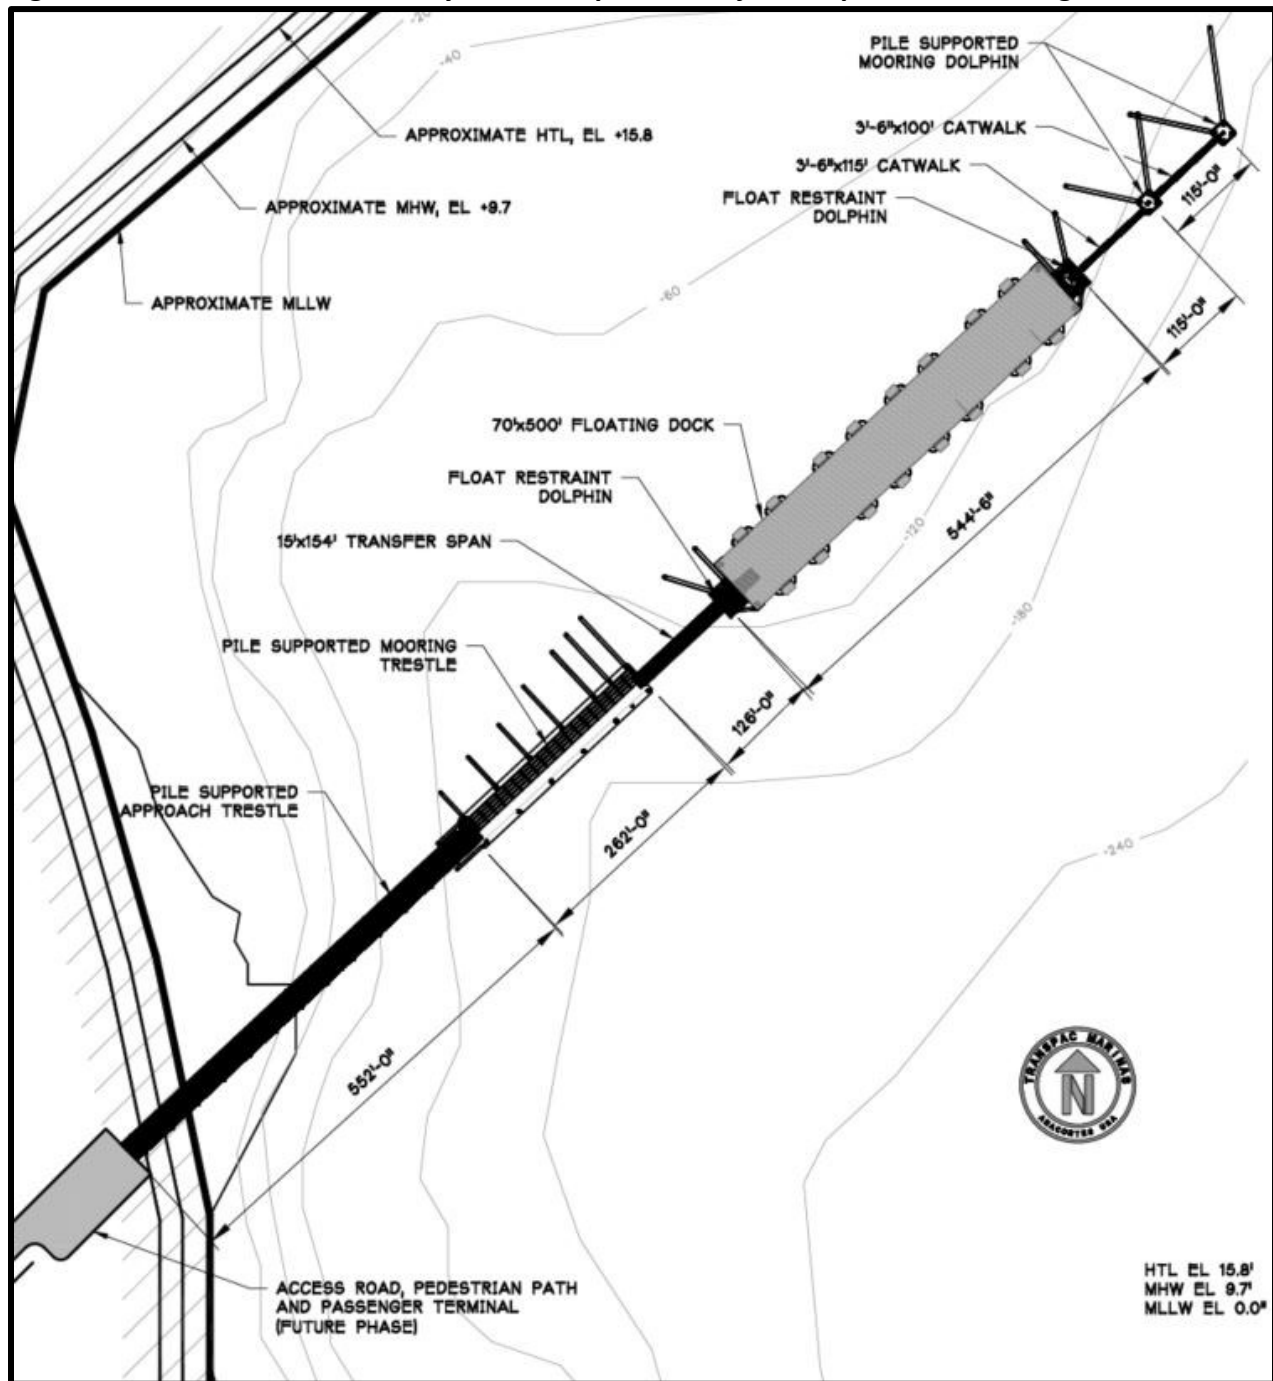 -20
-40
PILE SUPPORTED
MOORING DOLPHIN
APPROXIMATE HTL, EL +15.8
3'-6"x100' CATWALK
3'-6"x115' CATWALK
115'-0"
FLOAT RESTRAINT
DOLPHIN
APPROXIMATE MHW, EL +9.7
APPROXIMATE MLLW
-60
115'-0"
70'x500' FLOATING DOCK
FLOAT RESTRAINT
DOLPHIN
544'-6"
-120
15'x154' TRANSFER SPAN
-180
PILE SUPPORTED MOORING
TRESTLE
126'-0"
PILE SUPPORTED
APPROACH TRESTLE
262'-0"
-240
552'-0"
TRANSPAC MARINAS
N
ANACORTES USA
ACCESS ROAD, PEDESTRIAN PATH
AND PASSENGER TERMINAL
(FUTURE PHASE)
HTL EL 15.8'
MHW EL 9.7'
MLLW EL 0.0"